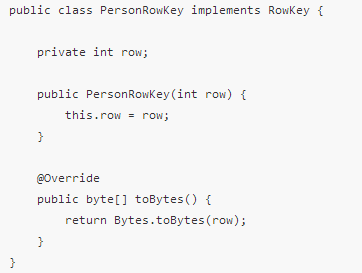 public class PersonRowKey implements RowKey {
    private int row;
    public PersonRowKey(int row) {
        this.row = row;
    }
    @Override
    public byte[] toBytes() {
        return Bytes.toBytes(row);
    }
}